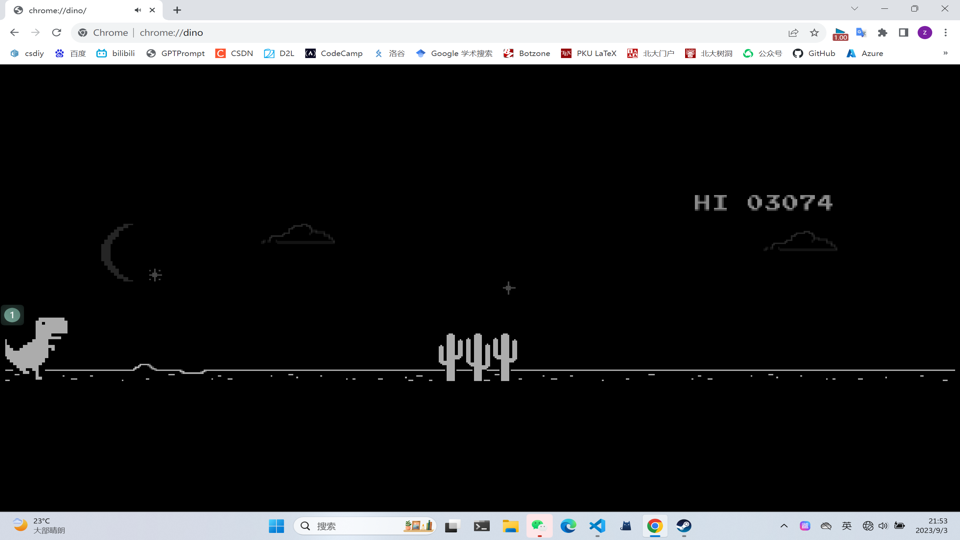 chrome://dino/
Chrome | chrome://dino
1.00
z
csdiy 百度 bilibili GPTPrompt CSDN D2L CodeCamp 洛谷 Google 学术搜索 Botzone PKU LaTeX 北大门户 北大树洞 公众号 GitHub Azure »
HI 03074
1
23°C
大部晴朗
搜索
英
21:53
2023/9/3